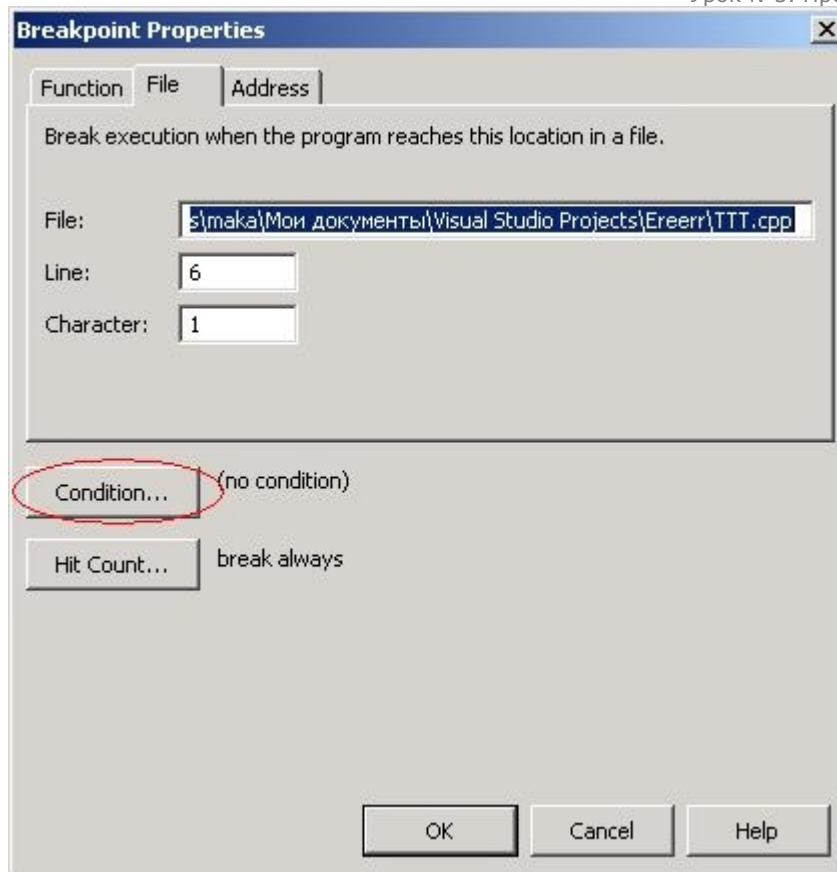 Breakpoint Properties
Function File Address
Break execution when the program reaches this location in a file.
File: s\maka\Мои документы\Visual Studio Projects\Ereerr\TTT.cpp
Line: 6
Character: 1
Condition... (no condition)
Hit Count... break always
OK Cancel Help